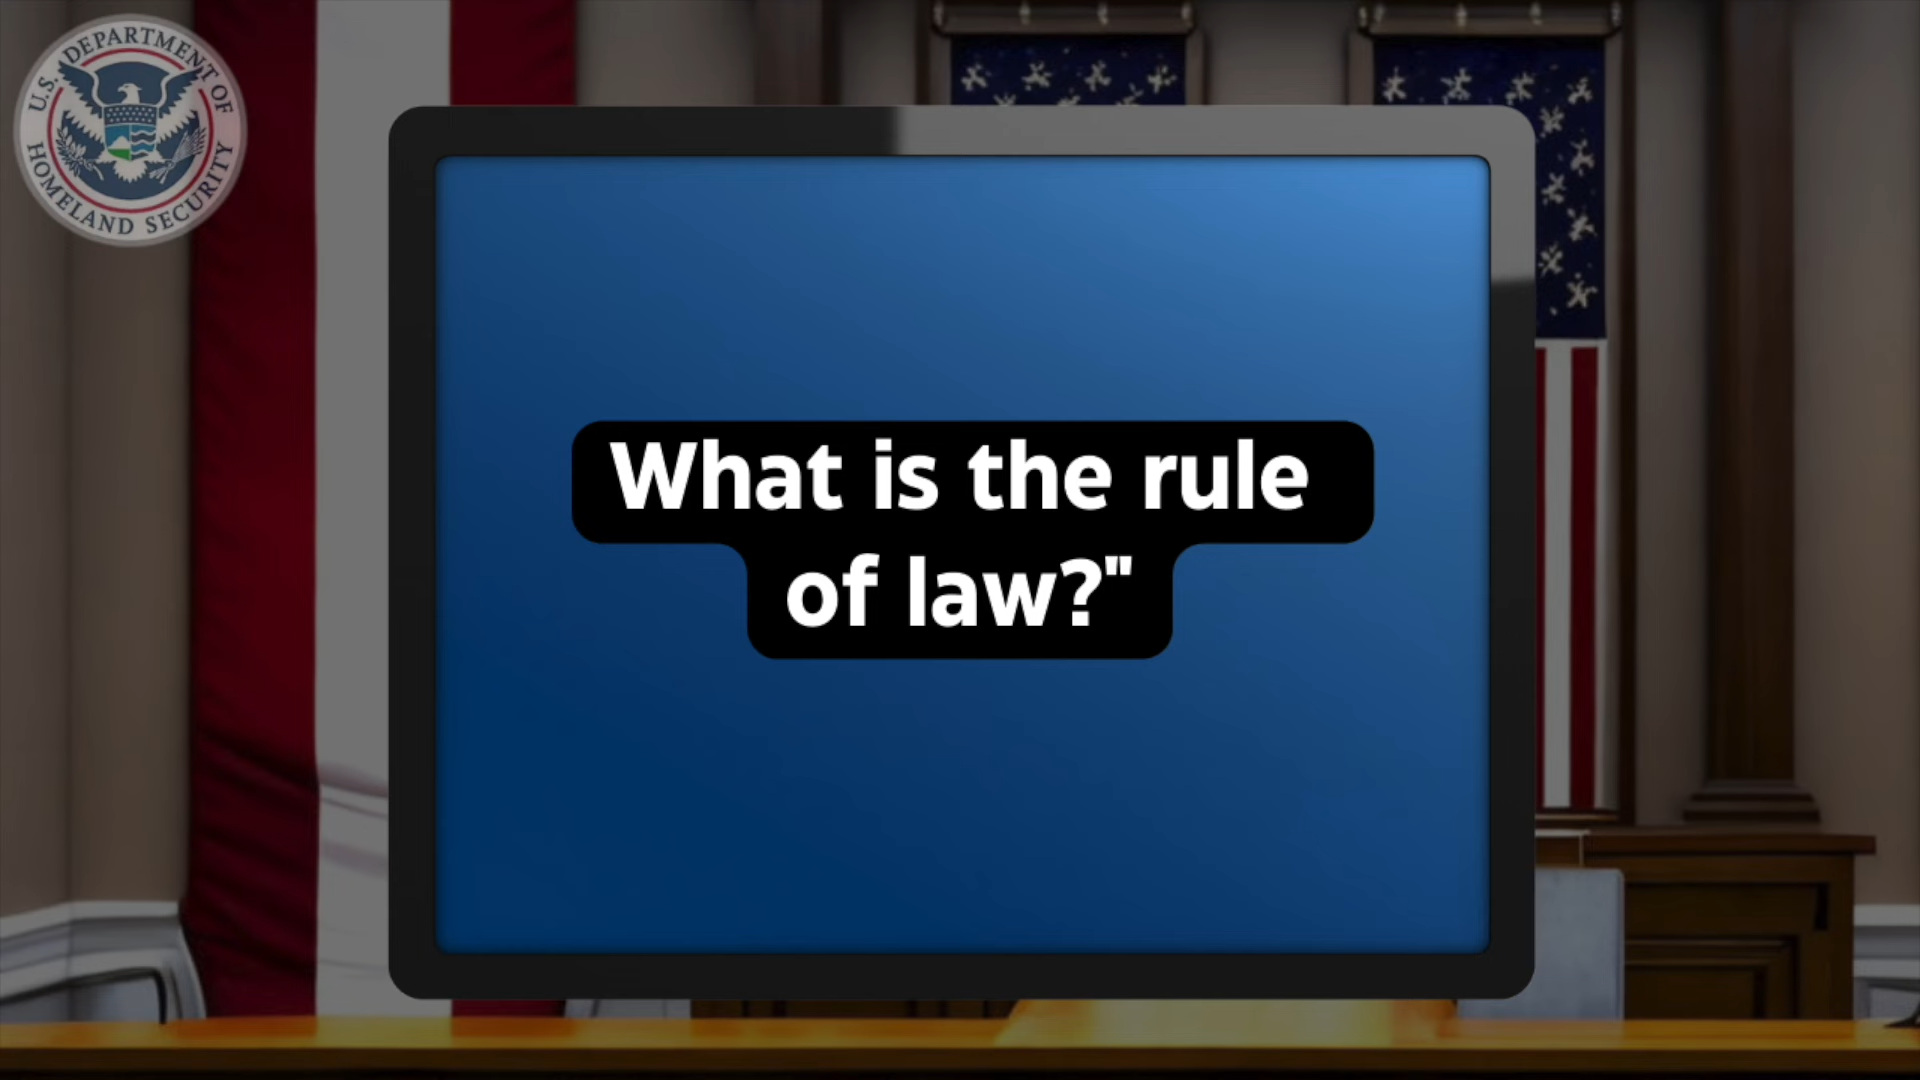 U.S. DEPARTMENT OF
HOMELAND SECURITY
What is the rule
of law?"